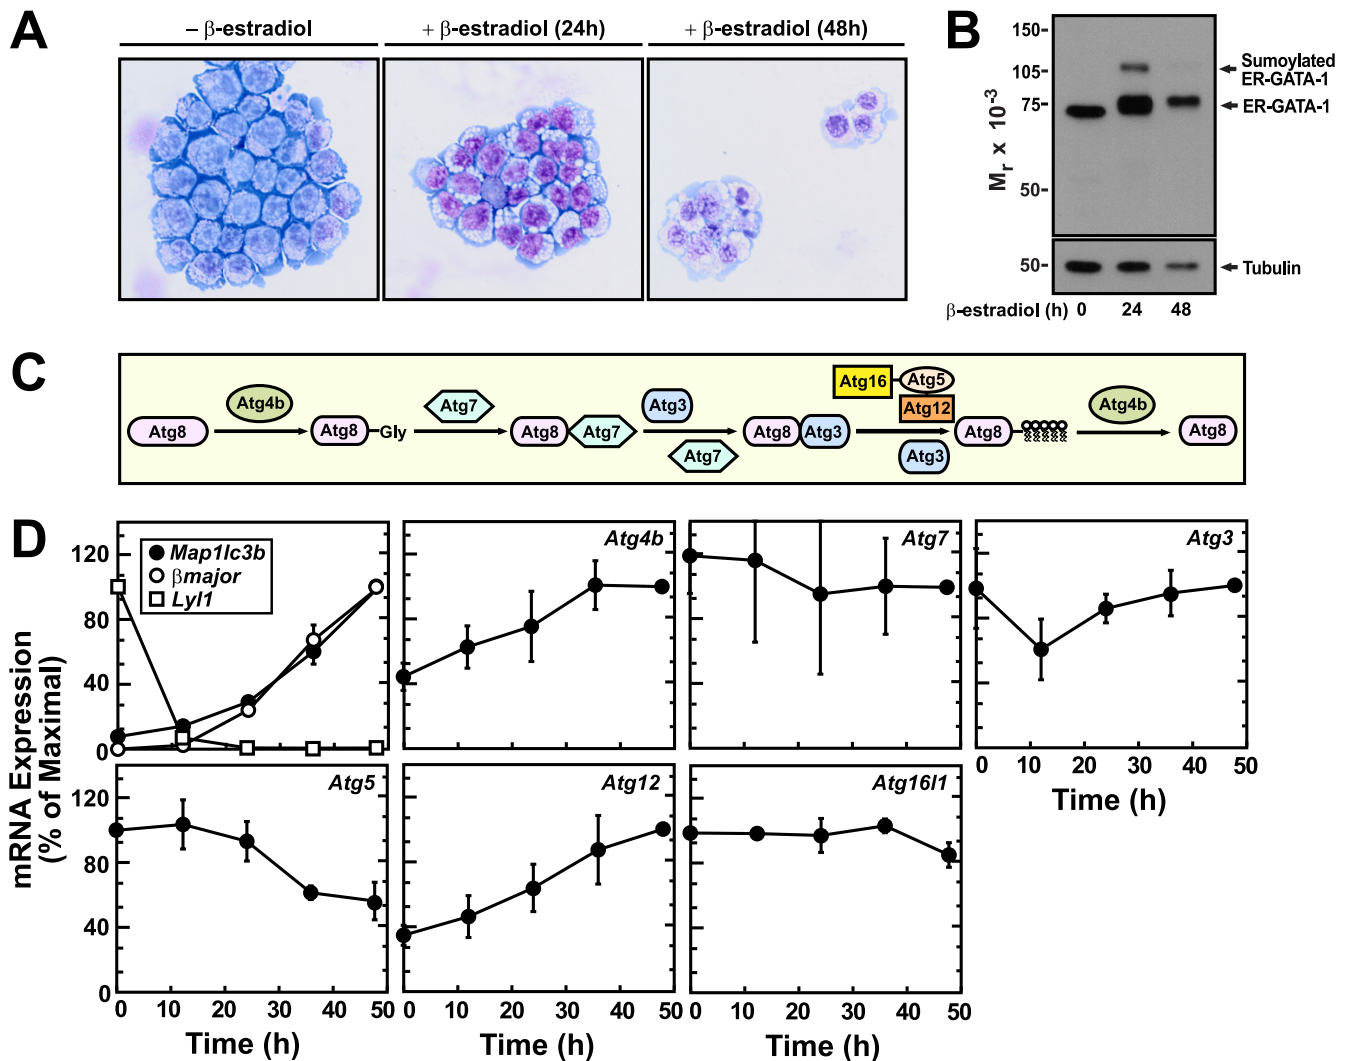 A
– β-estradiol
+ β-estradiol (24h)
+ β-estradiol (48h)
B
150-
105-
75-
50-
50-
Mr x 10-3
Sumoylated
ER-GATA-1
ER-GATA-1
Tubulin
β-estradiol (h) 0 24 48
C
Atg8
Atg4b
Atg8 Gly
Atg7
Atg8 Atg7
Atg3
Atg7
Atg8 Atg3
Atg16 Atg5
Atg12
Atg3
Atg8
Atg4b
Atg8
D
mRNA Expression
(% of Maximal)
120
80
40
0
Map1lc3b
βmajor
Lyl1
Atg4b
Atg7
Atg3
0 10 20 30 40 50
Time (h)
120
80
40
0
Atg5
Atg12
Atg16l1
0 10 20 30 40 50
0 10 20 30 40 50
0 10 20 30 40 50
Time (h)
Time (h)
Time (h)